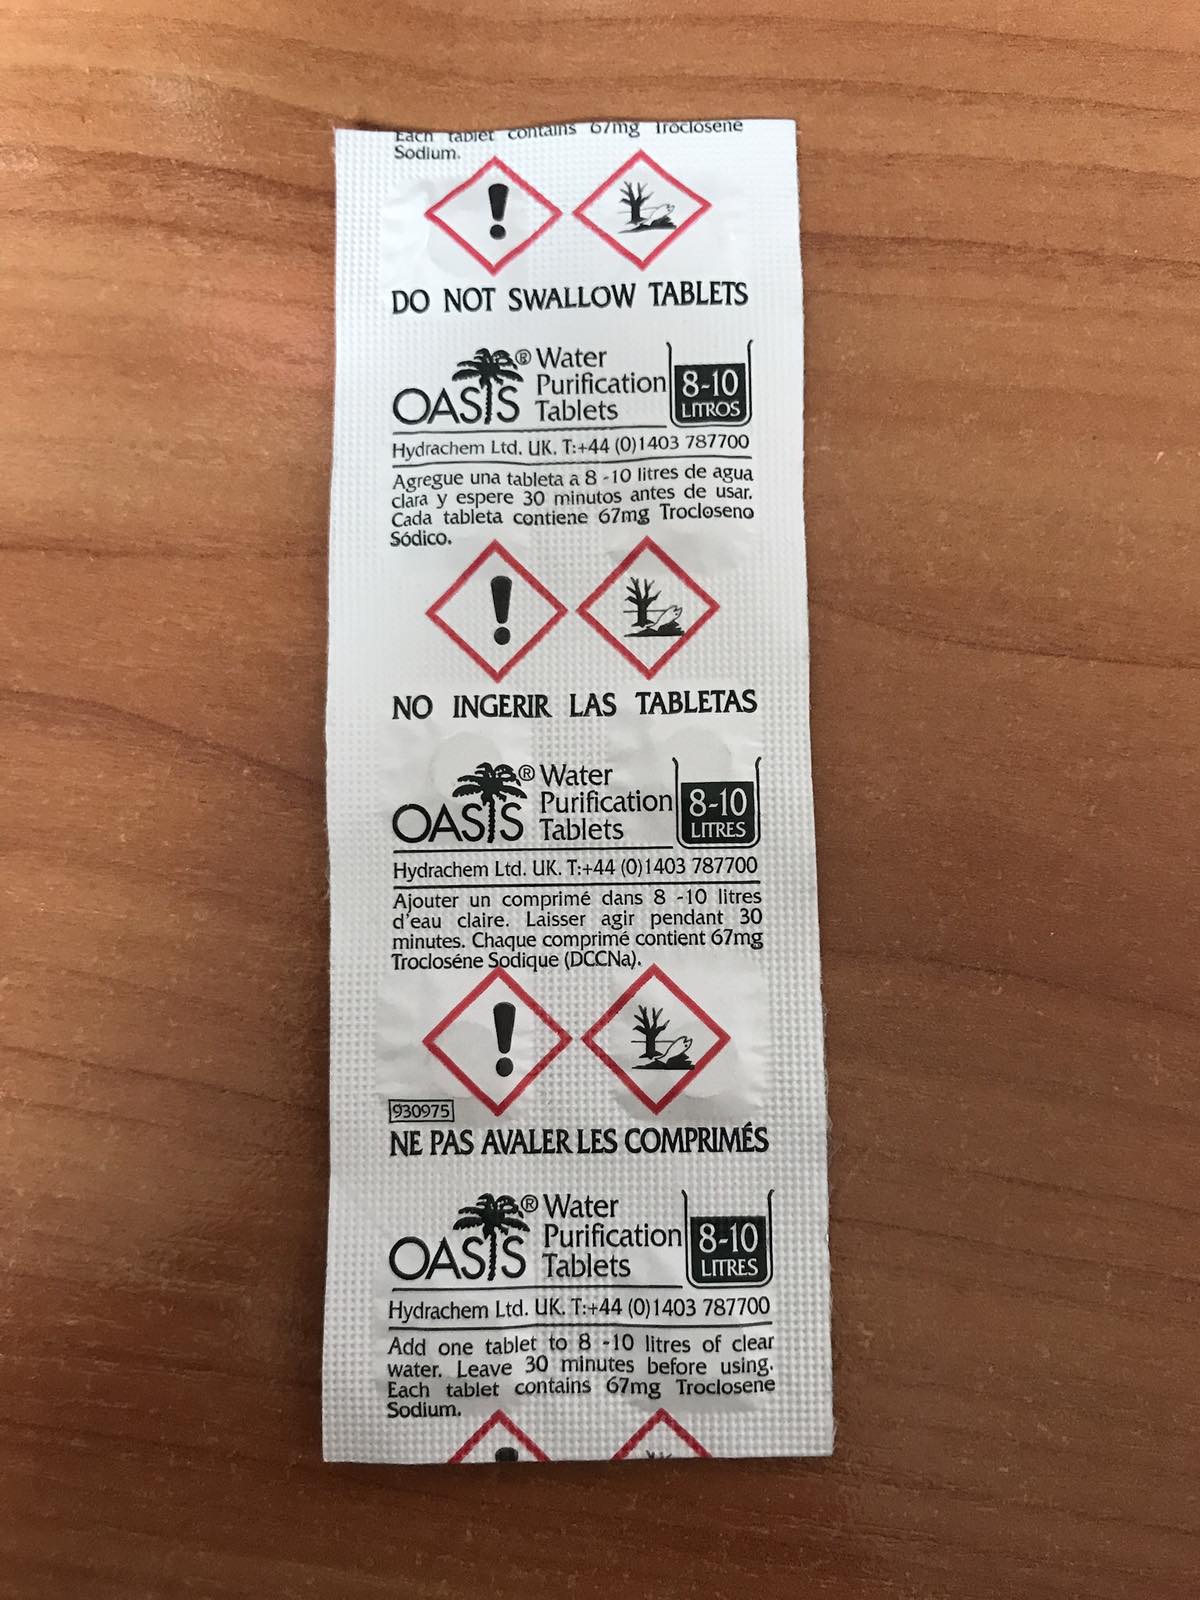 Each tablet contains 67mg Troclosene
Sodium.
DO NOT SWALLOW TABLETS
OASIS® Water
Purification
Tablets
8-10
LITROS
Hydrachem Ltd. UK. T:+44 (0)1403 787700
Agregue una tableta a 8 -10 litres de agua
clara y espere 30 minutos antes de usar.
Cada tableta contiene 67mg Trocloseno
Sódico.
NO INGERIR LAS TABLETAS
OASIS® Water
Purification
Tablets
8-10
LITRES
Hydrachem Ltd. UK. T:+44 (0)1403 787700
Ajouter un comprimé dans 8 -10 litres
d'eau claire. Laisser agir pendant 30
minutes. Chaque comprimé contient 67mg
Trocloséne Sodique (DCCNa).
930975
NE PAS AVALER LES COMPRIMÉS
OASIS® Water
Purification
Tablets
8-10
LITRES
Hydrachem Ltd. UK. T:+44 (0)1403 787700
Add one tablet to 8 -10 litres of clear
water. Leave 30 minutes before using.
Each tablet contains 67mg Troclosene
Sodium.